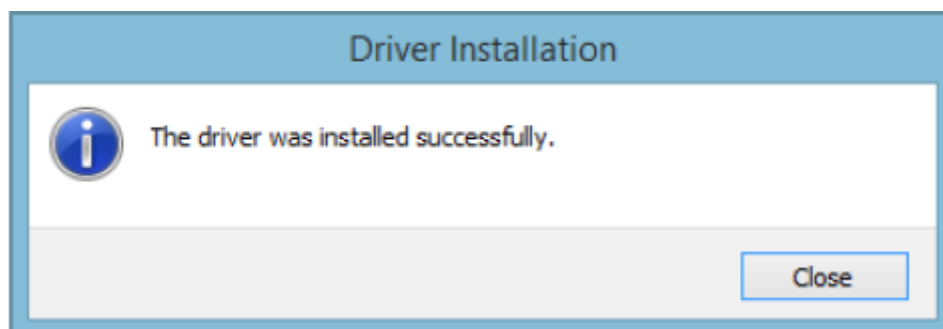 Driver Installation
The driver was installed successfully.
Close